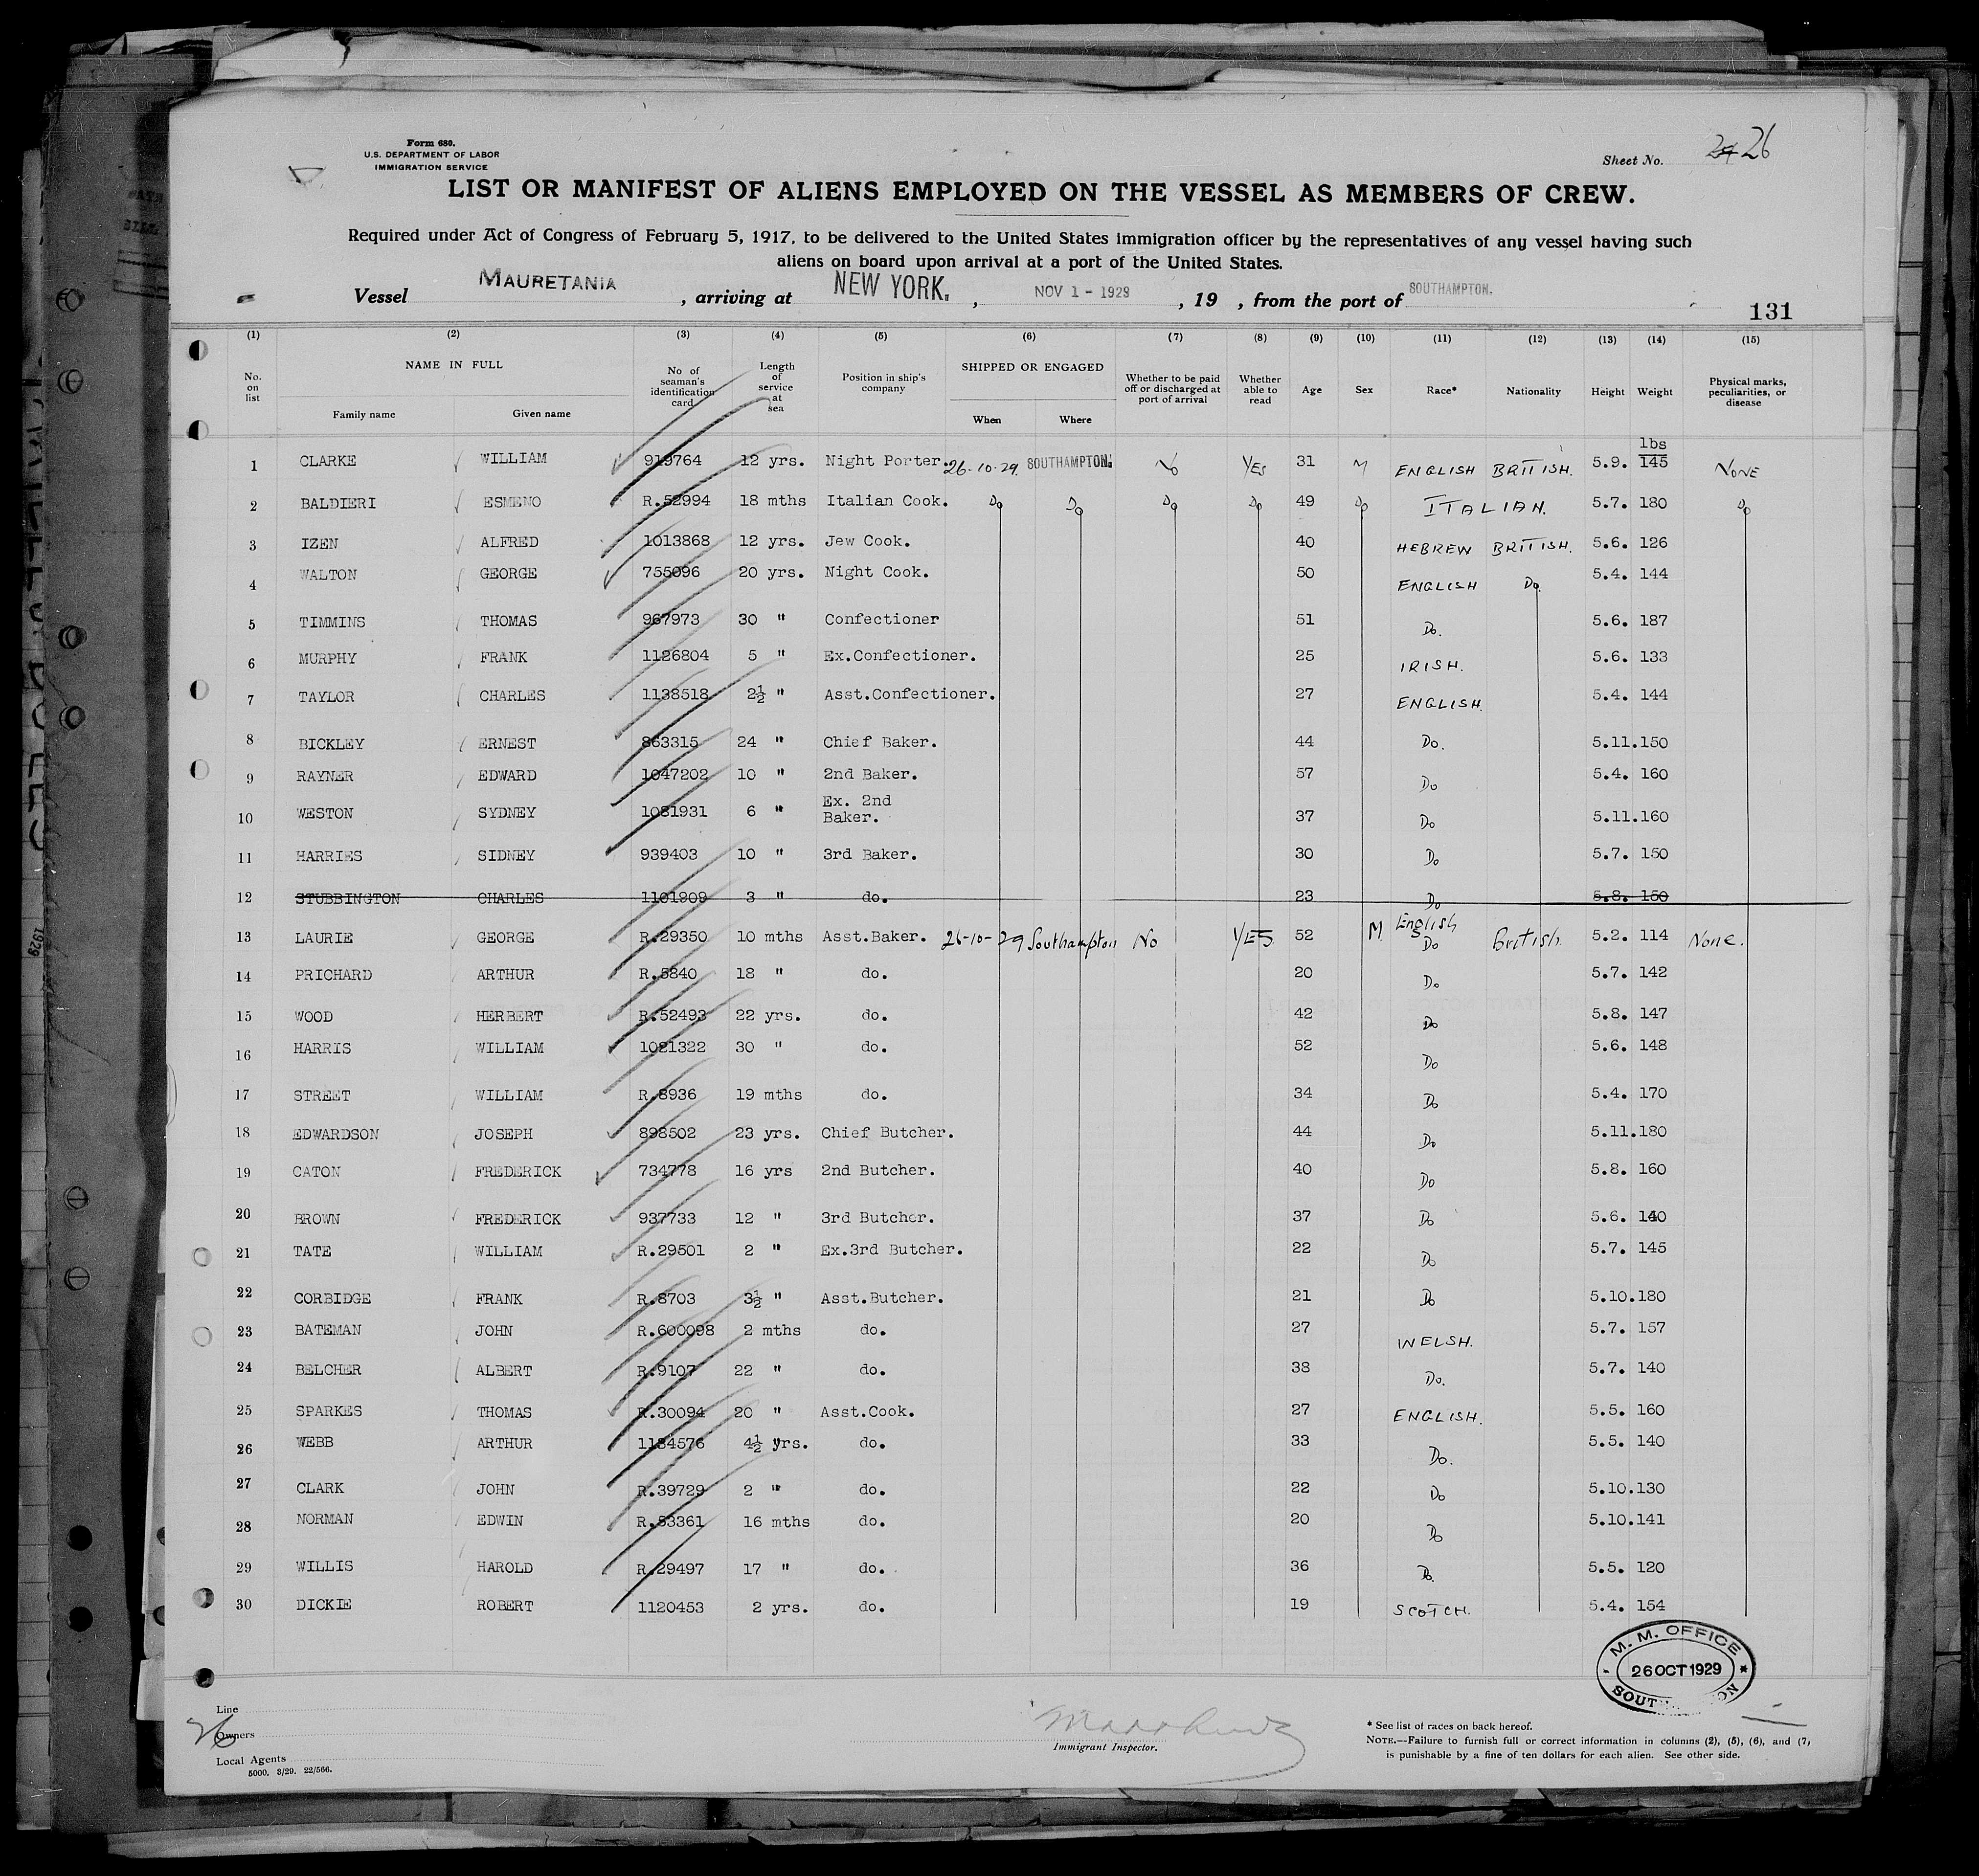 Form 680.
U.S. DEPARTMENT OF LABOR
IMMIGRATION SERVICE
Sheet No. 26
LIST OR MANIFEST OF ALIENS EMPLOYED ON THE VESSEL AS MEMBERS OF CREW.
Required under Act of Congress of February 5, 1917, to be delivered to the United States immigration officer by the representatives of any vessel having such
aliens on board upon arrival at a port of the United States.
Vessel MAURETANIA , arriving at NEW YORK. , NOV 1 - 1929 , 19 , from the port of SOUTHAMPTON.
131
(1) (2) (3) (4) (5) (6) (7) (8) (9) (10) (11) (12) (13) (14) (15)
No. on list NAME IN FULL Family name Given name No. of seaman's identification card Length of service at sea Position in ship's company SHIPPED OR ENGAGED When Where Whether to be paid off or discharged at port of arrival Whether able to read Age Sex Race* Nationality Height Weight Physical marks, peculiarities, or disease
lbs
1 CLARKE WILLIAM 919764 12 yrs. Night Porter. 26-10-29 SOUTHAMPTON. No YES 31 M ENGLISH BRITISH. 5.9. 145 NONE
2 BALDIERI ESMENO R.52994 18 mths Italian Cook. Do Do Do Do 49 Do ITALIAN. 5.7. 180 Do
3 IZEN ALFRED 1013868 12 yrs. Jew Cook. 40 HEBREW BRITISH. 5.6. 126
4 WALTON GEORGE 755096 20 yrs. Night Cook. 50 ENGLISH Do. 5.4. 144
5 TIMMINS THOMAS 967973 30 " Confectioner 51 Do. 5.6. 187
6 MURPHY FRANK 1126804 5 " Ex.Confectioner. 25 IRISH. 5.6. 133
7 TAYLOR CHARLES 1138518 2½ " Asst.Confectioner. 27 ENGLISH. 5.4. 144
8 BICKLEY ERNEST 863315 24 " Chief Baker. 44 Do. 5.11. 150
9 RAYNER EDWARD 1047202 10 " 2nd Baker. 57 Do 5.4. 160
10 WESTON SYDNEY 1081931 6 " Ex. 2nd Baker. 37 Do 5.11. 160
11 HARRIES SIDNEY 939403 10 " 3rd Baker. 30 Do 5.7. 150
12 STUBBINGTON CHARLES 1101909 3 " do. 23 Do 5.8. 150
13 LAURIE GEORGE R.29350 10 mths Asst.Baker. 26-10-29 Southampton No YES 52 M English Do British 5.2. 114 None.
14 PRICHARD ARTHUR R.5840 18 " do. 20 Do 5.7. 142
15 WOOD HERBERT R.52493 22 yrs. do. 42 Do 5.8. 147
16 HARRIS WILLIAM 1021322 30 " do. 52 Do 5.6. 148
17 STREET WILLIAM R.8936 19 mths do. 34 Do 5.4. 170
18 EDWARDSON JOSEPH 898502 23 yrs. Chief Butcher. 44 Do 5.11. 180
19 CATON FREDERICK 734778 16 yrs 2nd Butcher. 40 Do 5.8. 160
20 BROWN FREDERICK 937733 12 " 3rd Butcher. 37 Do 5.6. 140
21 TATE WILLIAM R.29501 2 " Ex.3rd Butcher. 22 Do 5.7. 145
22 CORBIDGE FRANK R.8703 3½ " Asst.Butcher. 21 Do 5.10. 180
23 BATEMAN JOHN R.600098 2 mths do. 27 WELSH. 5.7. 157
24 BELCHER ALBERT R.9107 22 " do. 38 Do. 5.7. 140
25 SPARKES THOMAS R.30094 20 " Asst.Cook. 27 ENGLISH. 5.5. 160
26 WEBB ARTHUR 1184576 4½ yrs. do. 33 Do. 5.5. 140
27 CLARK JOHN R.39729 2 " do. 22 Do 5.10. 130
28 NORMAN EDWIN R.53361 16 mths do. 20 Do 5.10. 141
29 WILLIS HAROLD R.29497 17 " do. 36 Do. 5.5. 120
30 DICKIE ROBERT 1120453 2 yrs. do. 19 SCOTCH. 5.4. 154
M. M. OFFICE
26 OCT 1929
Line
26
Owners
Local Agents
5000. 3/29. 22/566.
Immigrant Inspector.
* See list of races on back hereof.
NOTE.—Failure to furnish full or correct information in columns (2), (5), (6), and (7)
is punishable by a fine of ten dollars for each alien. See other side.